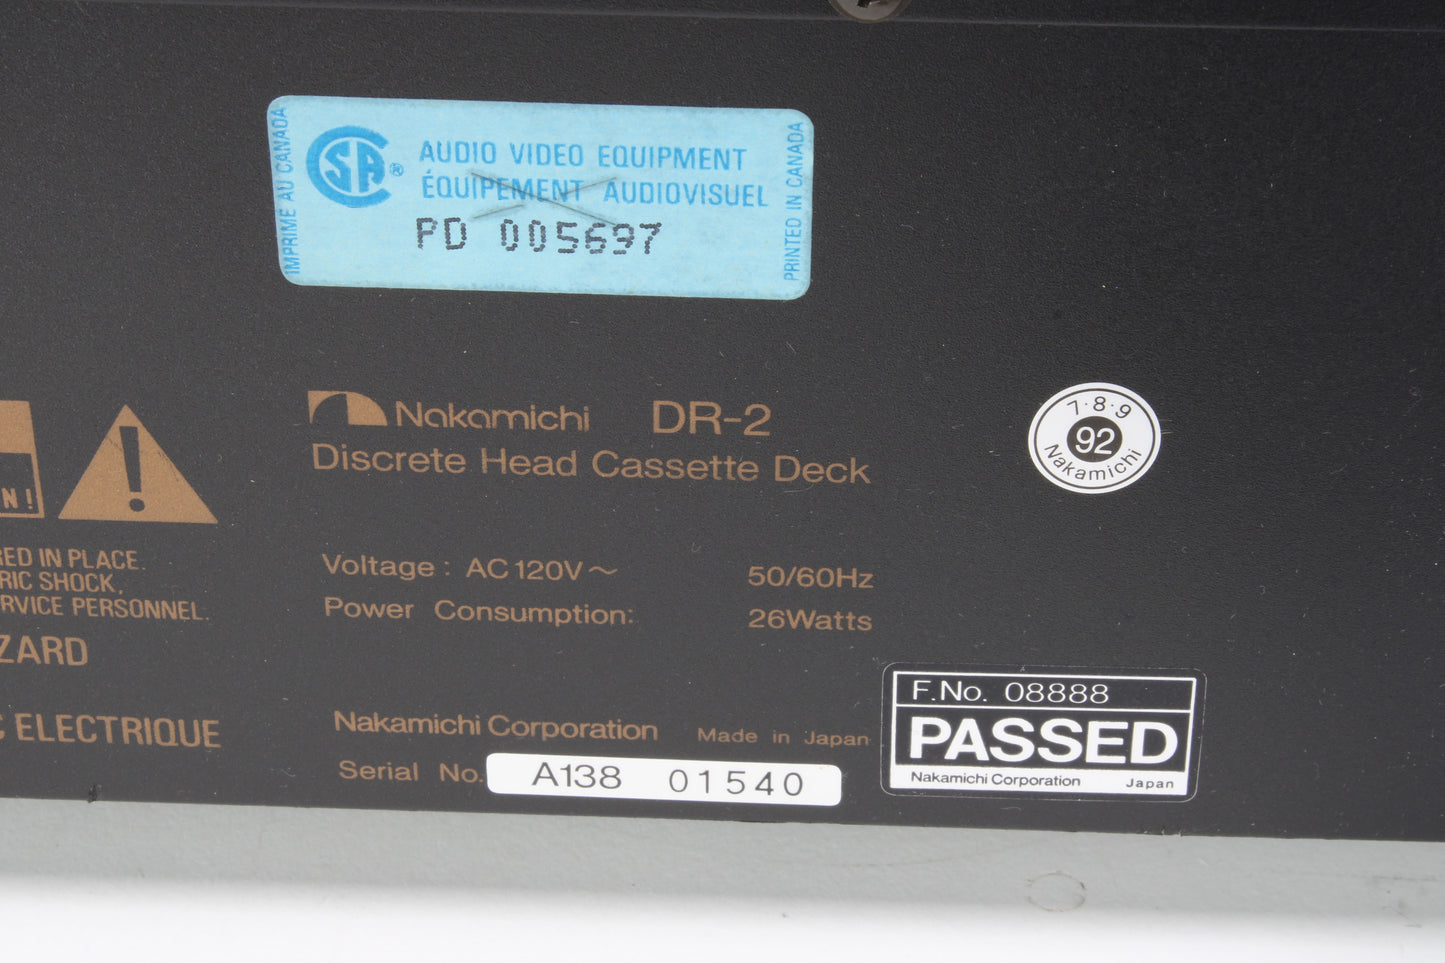 IMPRIME AU CANADA
CSA®
AUDIO VIDEO EQUIPMENT
ÉQUIPEMENT AUDIOVISUEL
PD 005697
PRINTED IN CANADA
N!
!
Nakamichi DR-2
Discrete Head Cassette Deck
7·8·9
92
Nakamichi
RED IN PLACE.
RIC SHOCK,
RVICE PERSONNEL.
ZARD
C ELECTRIQUE
Voltage: AC 120V~ 50/60Hz
Power Consumption: 26Watts
Nakamichi Corporation Made in Japan
Serial No. A138 01540
F.No. 08888
PASSED
Nakamichi Corporation Japan